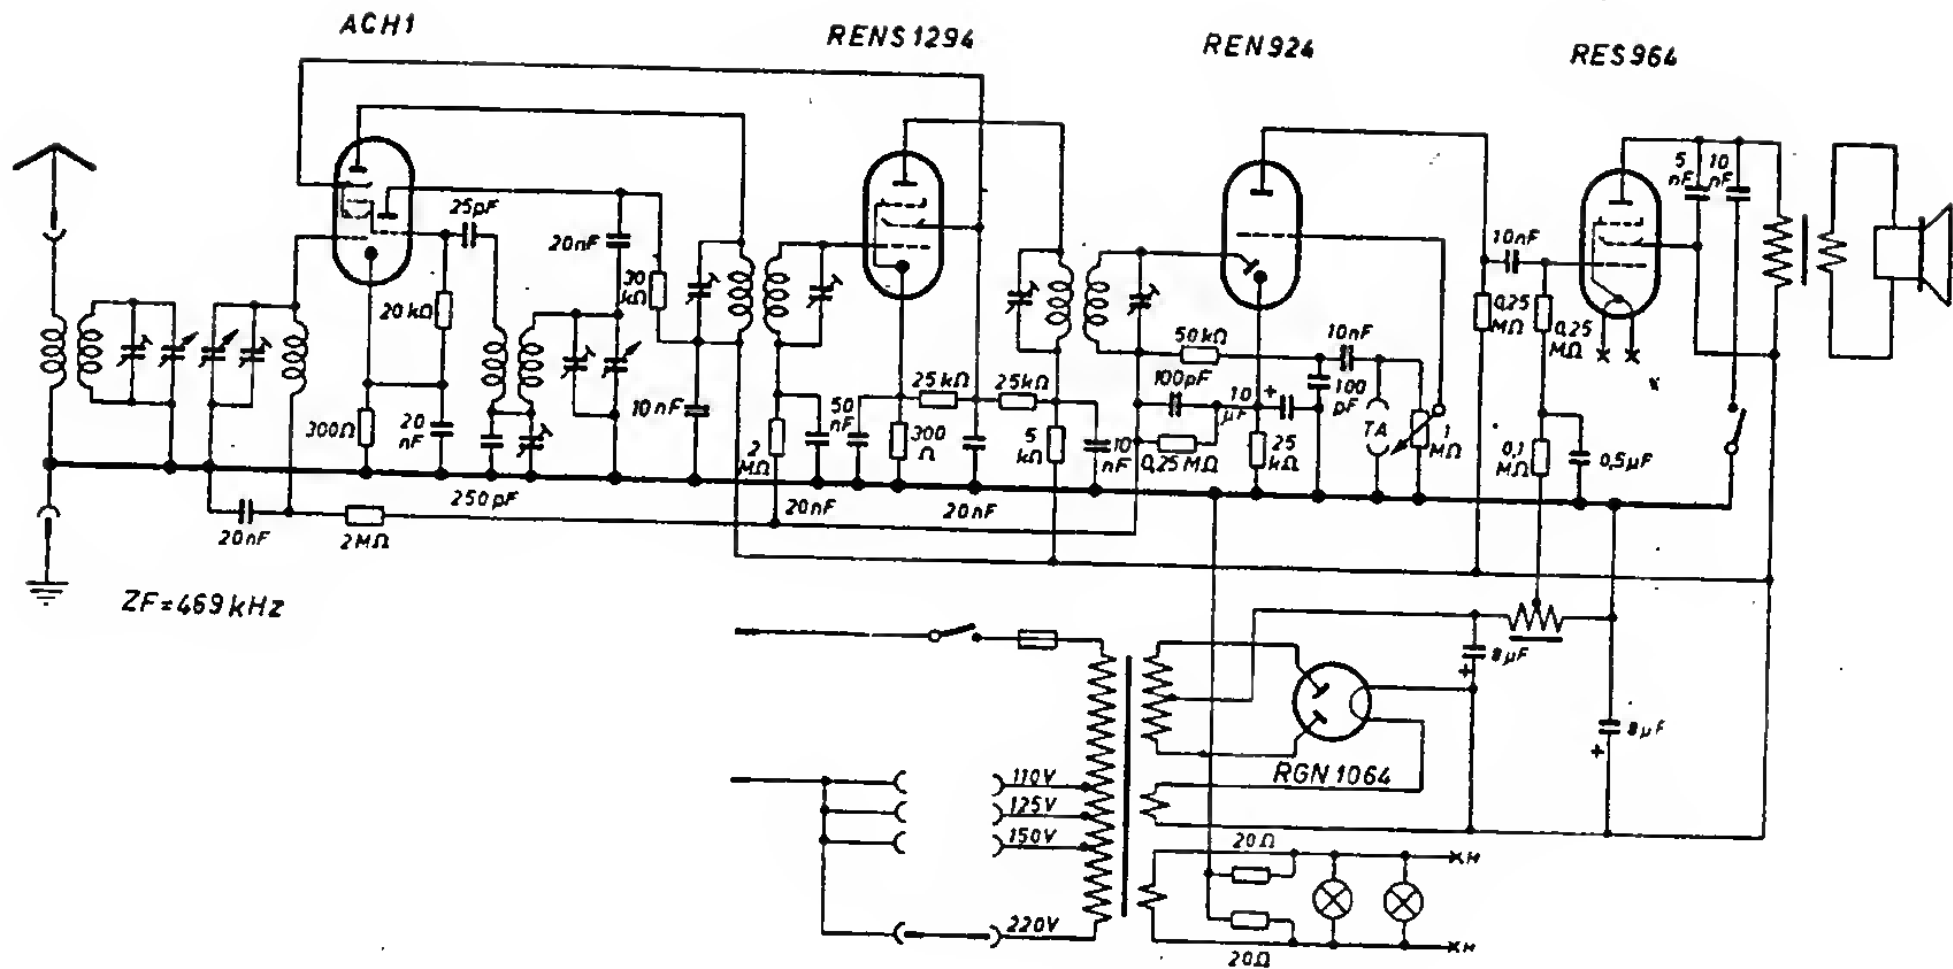 ACH1
RENS1294
REN924
RES964
25pF
20nF
30
kΩ
20kΩ
300Ω
20
nF
10nF
2
MΩ
50
nF
25kΩ
25kΩ
300
Ω
5
kΩ
10
nF
50kΩ
10nF
100pF
10
µF
+
100
pF
0,25MΩ
25
kΩ
TA
1
MΩ
10nF
0,25
MΩ
0,25
MΩ
5
nF
10
nF
0,1
MΩ
0,5µF
250pF
20nF
20nF
20nF
2MΩ
ZF=469kHz
8µF
+
8µF
+
RGN1064
110V
125V
150V
220V
20Ω
20Ω
H
H